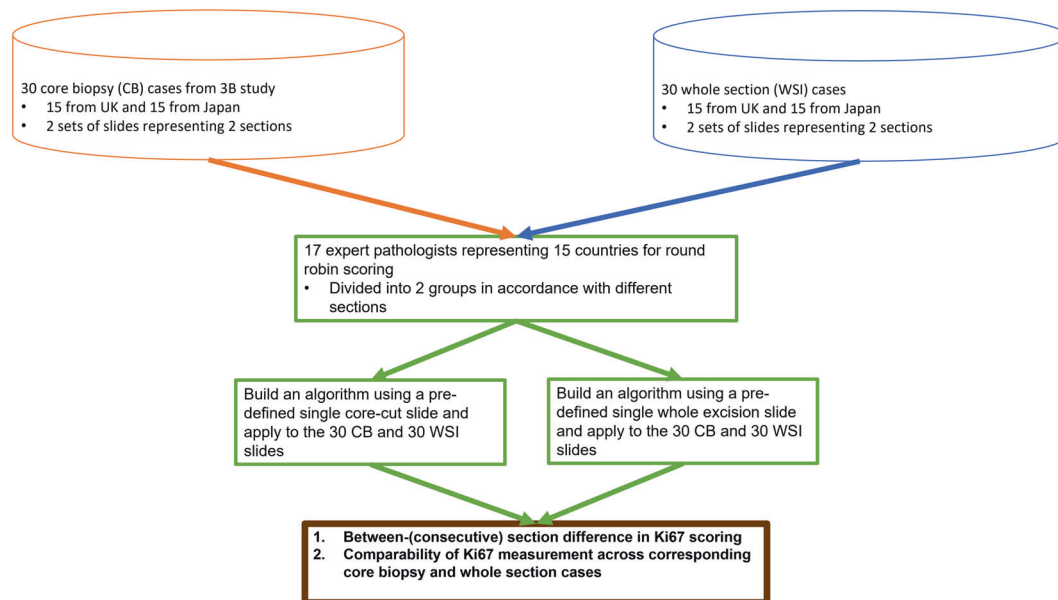 30 core biopsy (CB) cases from 3B study
• 15 from UK and 15 from Japan
• 2 sets of slides representing 2 sections
30 whole section (WSI) cases
• 15 from UK and 15 from Japan
• 2 sets of slides representing 2 sections
17 expert pathologists representing 15 countries for round
robin scoring
• Divided into 2 groups in accordance with different
sections
Build an algorithm using a pre-
defined single core-cut slide and
apply to the 30 CB and 30 WSI
slides
Build an algorithm using a pre-
defined single whole excision slide
and apply to the 30 CB and 30 WSI
slides
1. Between-(consecutive) section difference in Ki67 scoring
2. Comparability of Ki67 measurement across corresponding
core biopsy and whole section cases